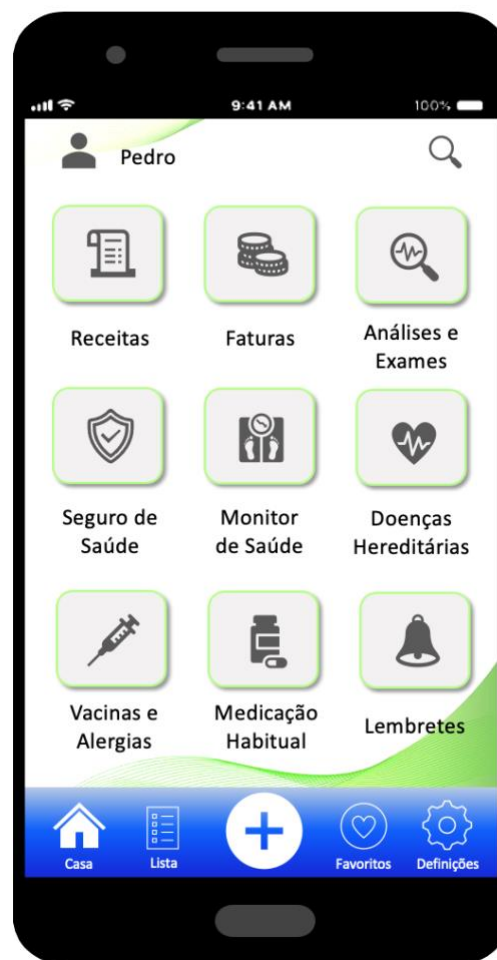 9:41 AM
100%
Pedro
Receitas
Faturas
Análises e
Exames
Seguro de
Saúde
Monitor
de Saúde
Doenças
Hereditárias
Vacinas e
Alergias
Medicação
Habitual
Lembretes
Casa
Lista
Favoritos
Definições